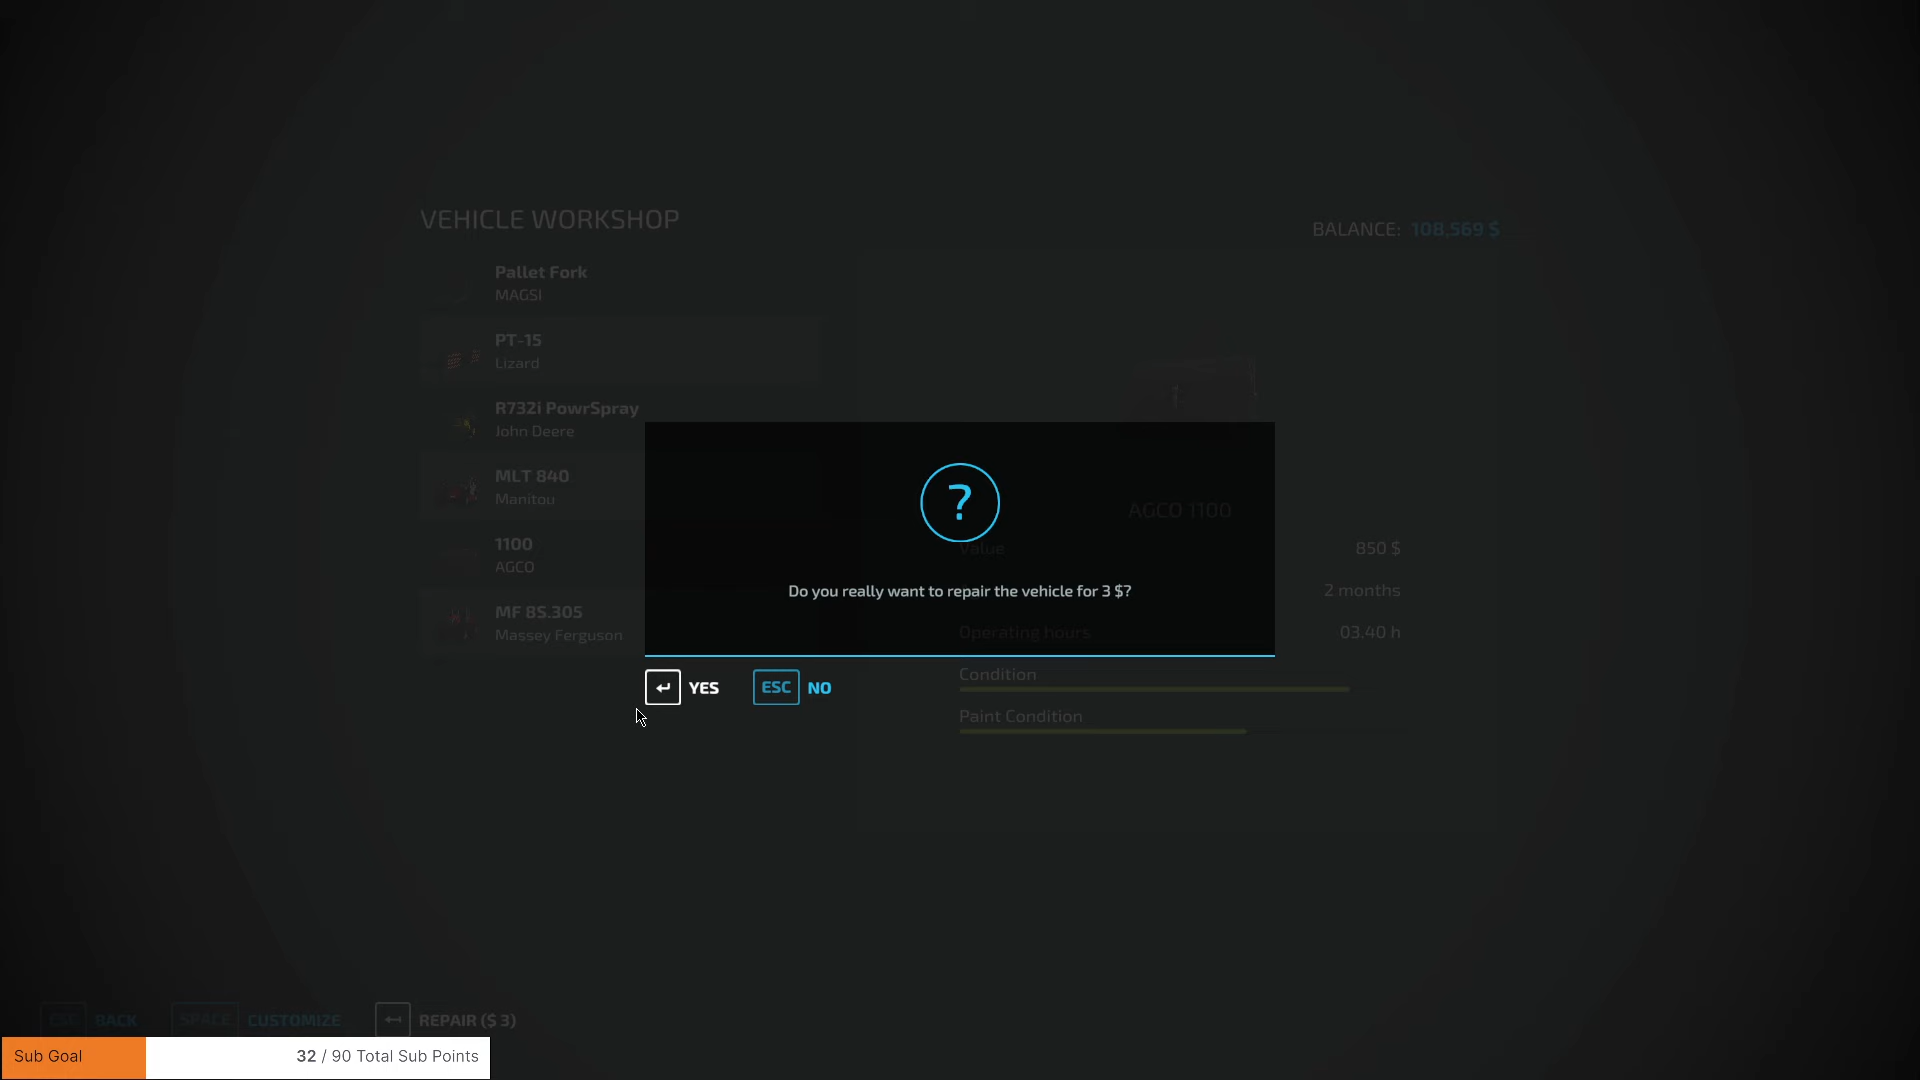 VEHICLE WORKSHOP
BALANCE: 108,569 $
Pallet Fork
MAGSI
PT-15
Lizard
R732i PowrSpray
John Deere
MLT 840
Manitou
1100
AGCO
MF 8S.305
Massey Ferguson
?
Do you really want to repair the vehicle for 3 $?
YES
ESC NO
AGCO 1100
Value 850 $
2 months
Operating hours 03.40 h
Condition
Paint Condition
ESC BACK SPACE CUSTOMIZE REPAIR ($ 3)
Sub Goal 32 / 90 Total Sub Points